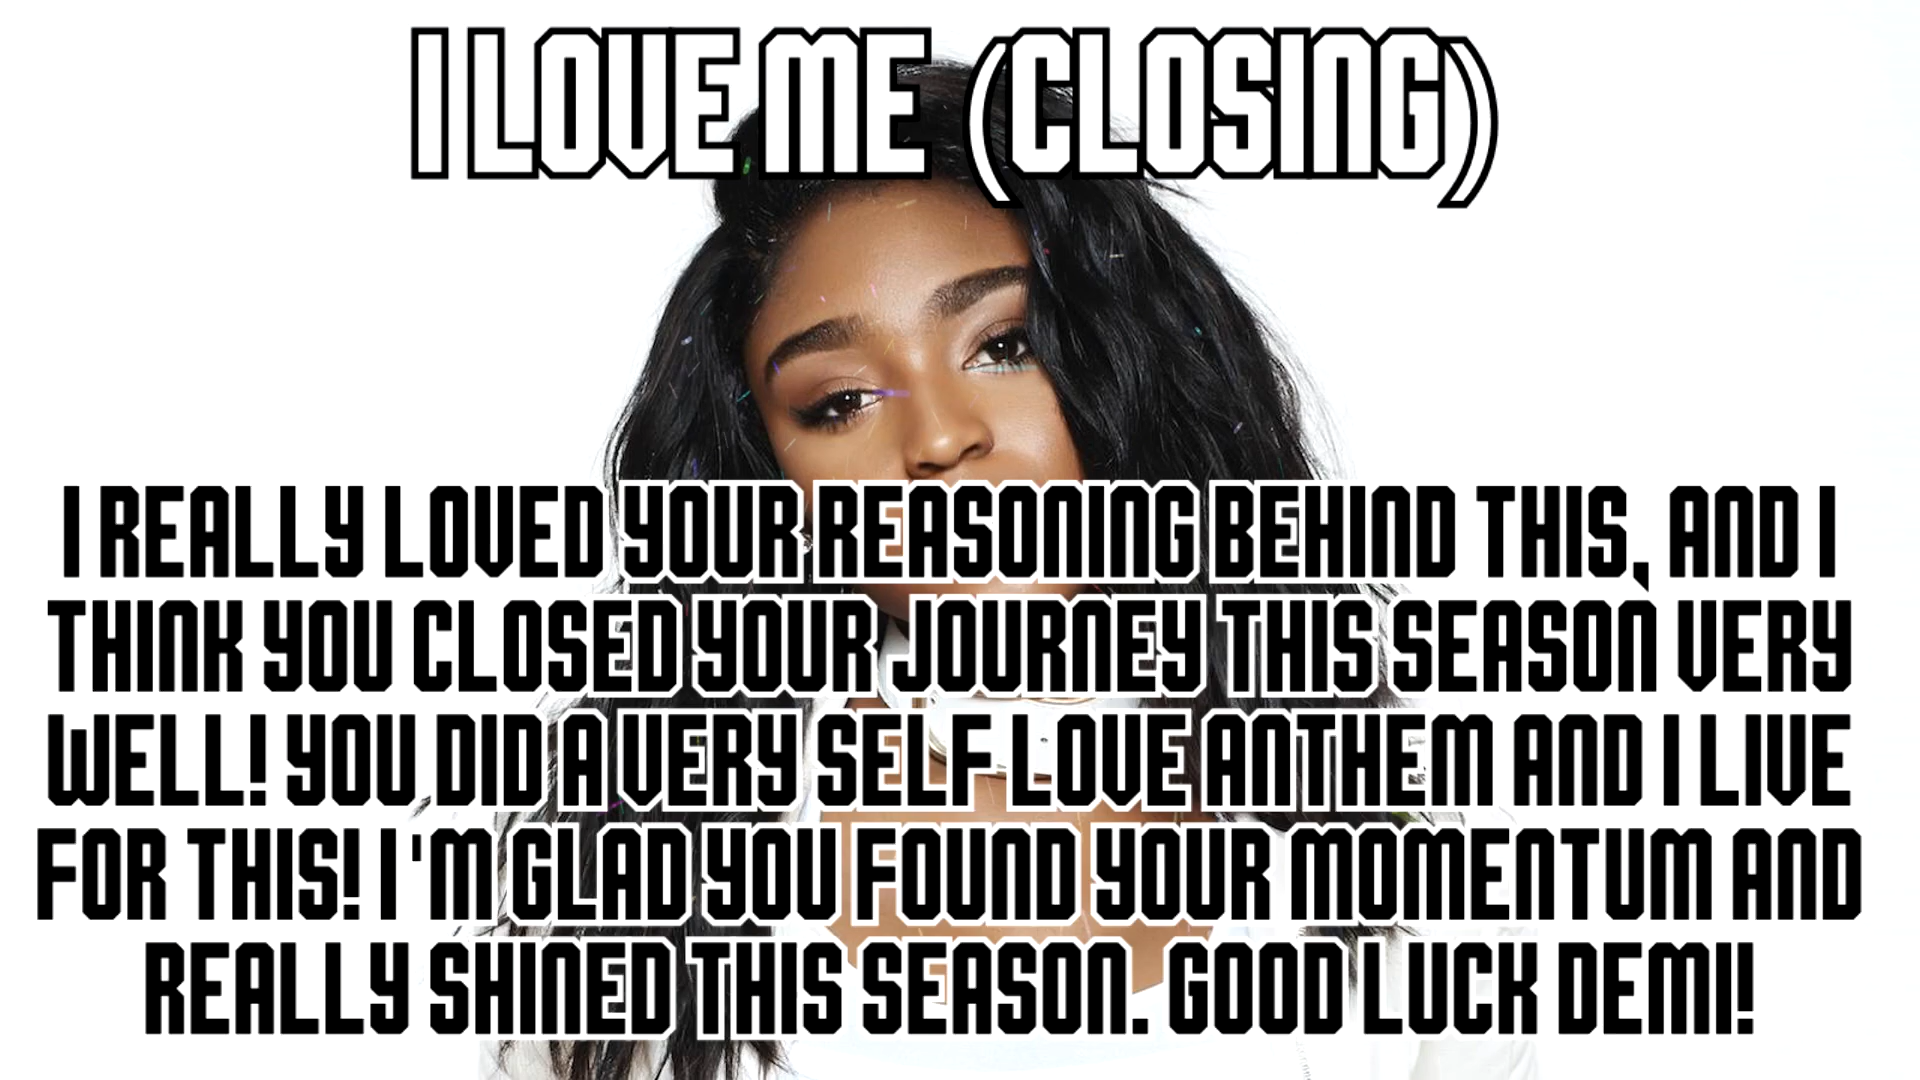 I LOVE ME (CLOSING)
I REALLY LOVED YOUR REASONING BEHIND THIS, AND I
THINK YOU CLOSED YOUR JOURNEY THIS SEASON VERY
WELL! YOU DID A VERY SELF LOVE ANTHEM AND I LIVE
FOR THIS! I'M GLAD YOU FOUND YOUR MOMENTUM AND
REALLY SHINED THIS SEASON. GOOD LUCK DEMI!